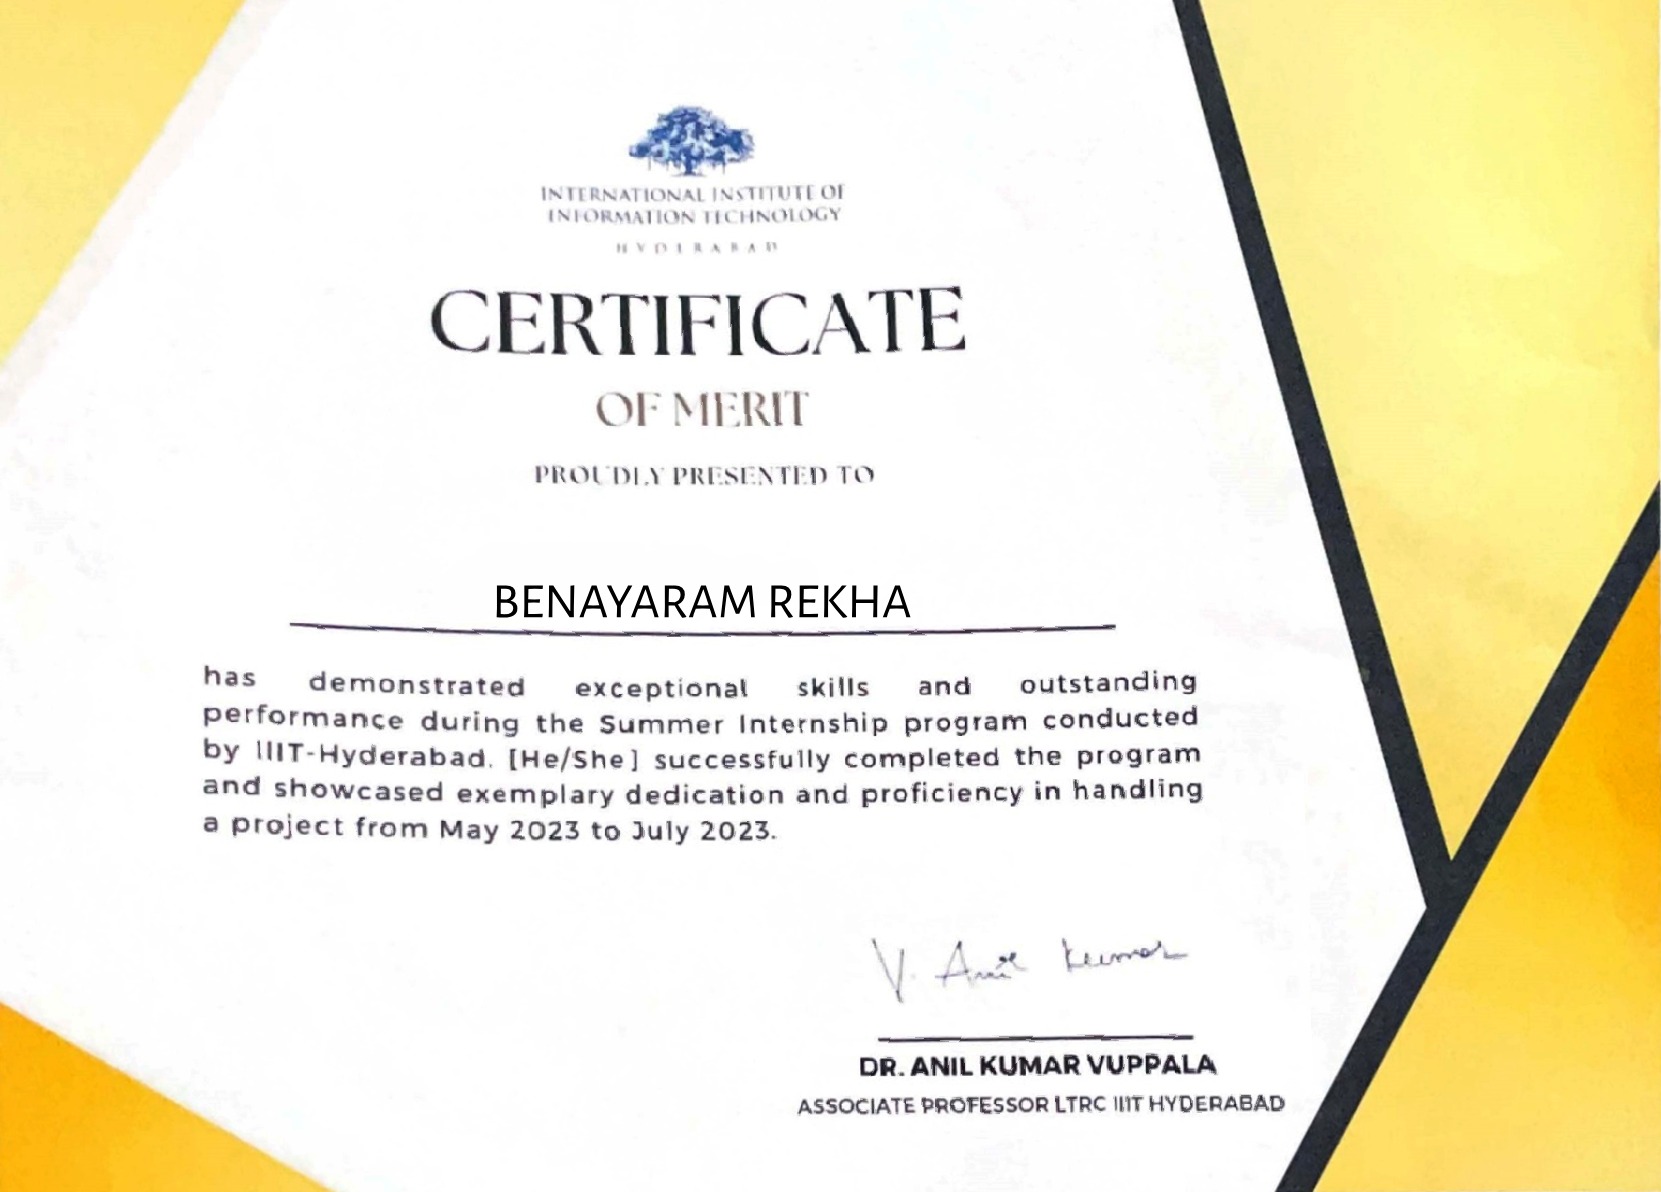 INTERNATIONAL INSTITUTE OF
INFORMATION TECHNOLOGY
HYDERABAD
CERTIFICATE
OF MERIT
PROUDLY PRESENTED TO
BENAYARAM REKHA
has demonstrated exceptional skills and outstanding
performance during the Summer Internship program conducted
by IIIT-Hyderabad. [He/She] successfully completed the program
and showcased exemplary dedication and proficiency in handling
a project from May 2023 to July 2023.
V. Anil Kumar
DR. ANIL KUMAR VUPPALA
ASSOCIATE PROFESSOR LTRC IIIT HYDERABAD